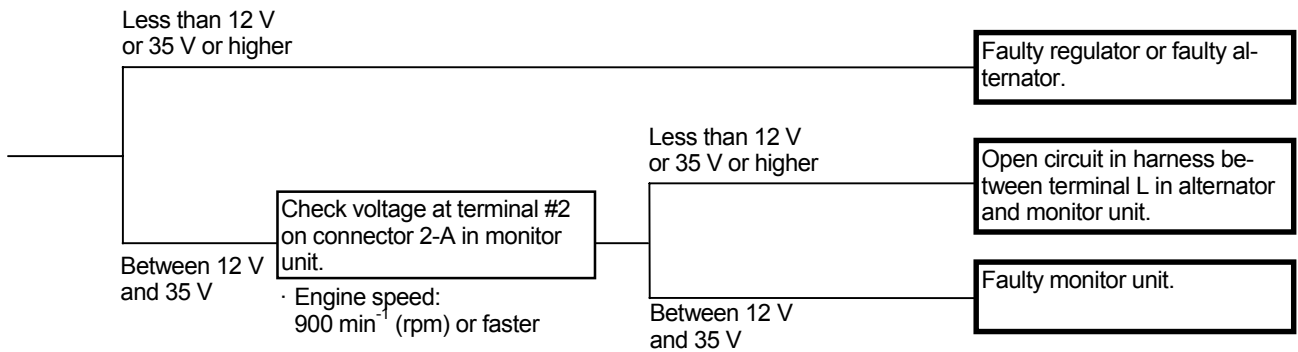 Less than 12 V
or 35 V or higher
Faulty regulator or faulty al-
ternator.
Less than 12 V
or 35 V or higher
Open circuit in harness be-
tween terminal L in alternator
and monitor unit.
Check voltage at terminal #2
on connector 2-A in monitor
unit.
Between 12 V
and 35 V
· Engine speed:
900 min⁻¹ (rpm) or faster
Faulty monitor unit.
Between 12 V
and 35 V